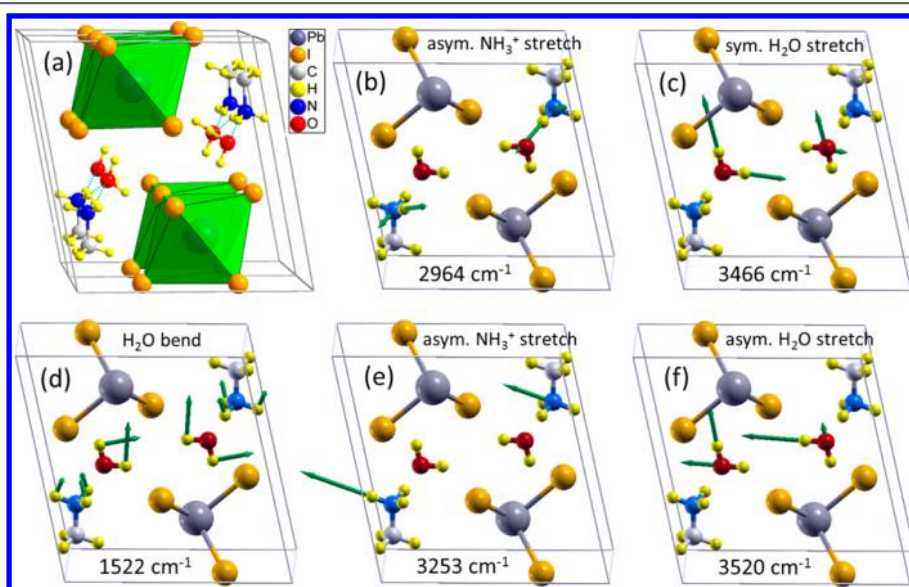 (a)
Pb
I
C
H
N
O
asym. NH₃⁺ stretch
(b)
2964 cm⁻¹
sym. H₂O stretch
(c)
3466 cm⁻¹
H₂O bend
(d)
1522 cm⁻¹
asym. NH₃⁺ stretch
(e)
3253 cm⁻¹
asym. H₂O stretch
(f)
3520 cm⁻¹